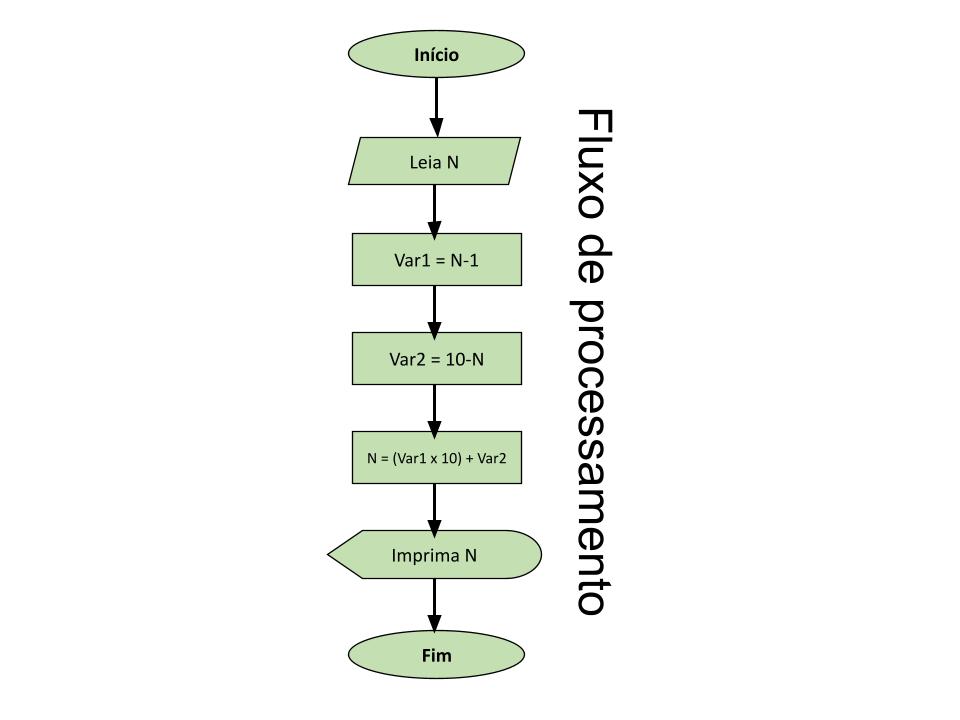 Início
Leia N
Var1 = N-1
Var2 = 10-N
N = (Var1 x 10) + Var2
Imprima N
Fim
Fluxo de processamento